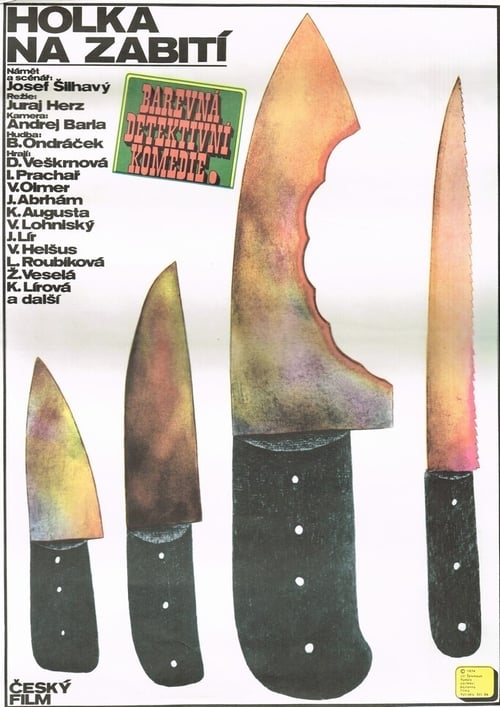 HOLKA
NA ZABITÍ
Námět
a scénář:
Josef Šilhavý
Režie:
Juraj Herz
Kamera:
Andrej Barla
Hudba:
B. Ondráček
Hrají:
D. Veškrnová
I. Prachař
V. Olmer
J. Abrhám
K. Augusta
V. Lohniský
J. Lír
V. Helšus
L. Roubíková
Ž. Veselá
K. Lírová
a další
BAREVNÁ
DETEKTIVNÍ
KOMEDIE.
ČESKÝ
FILM